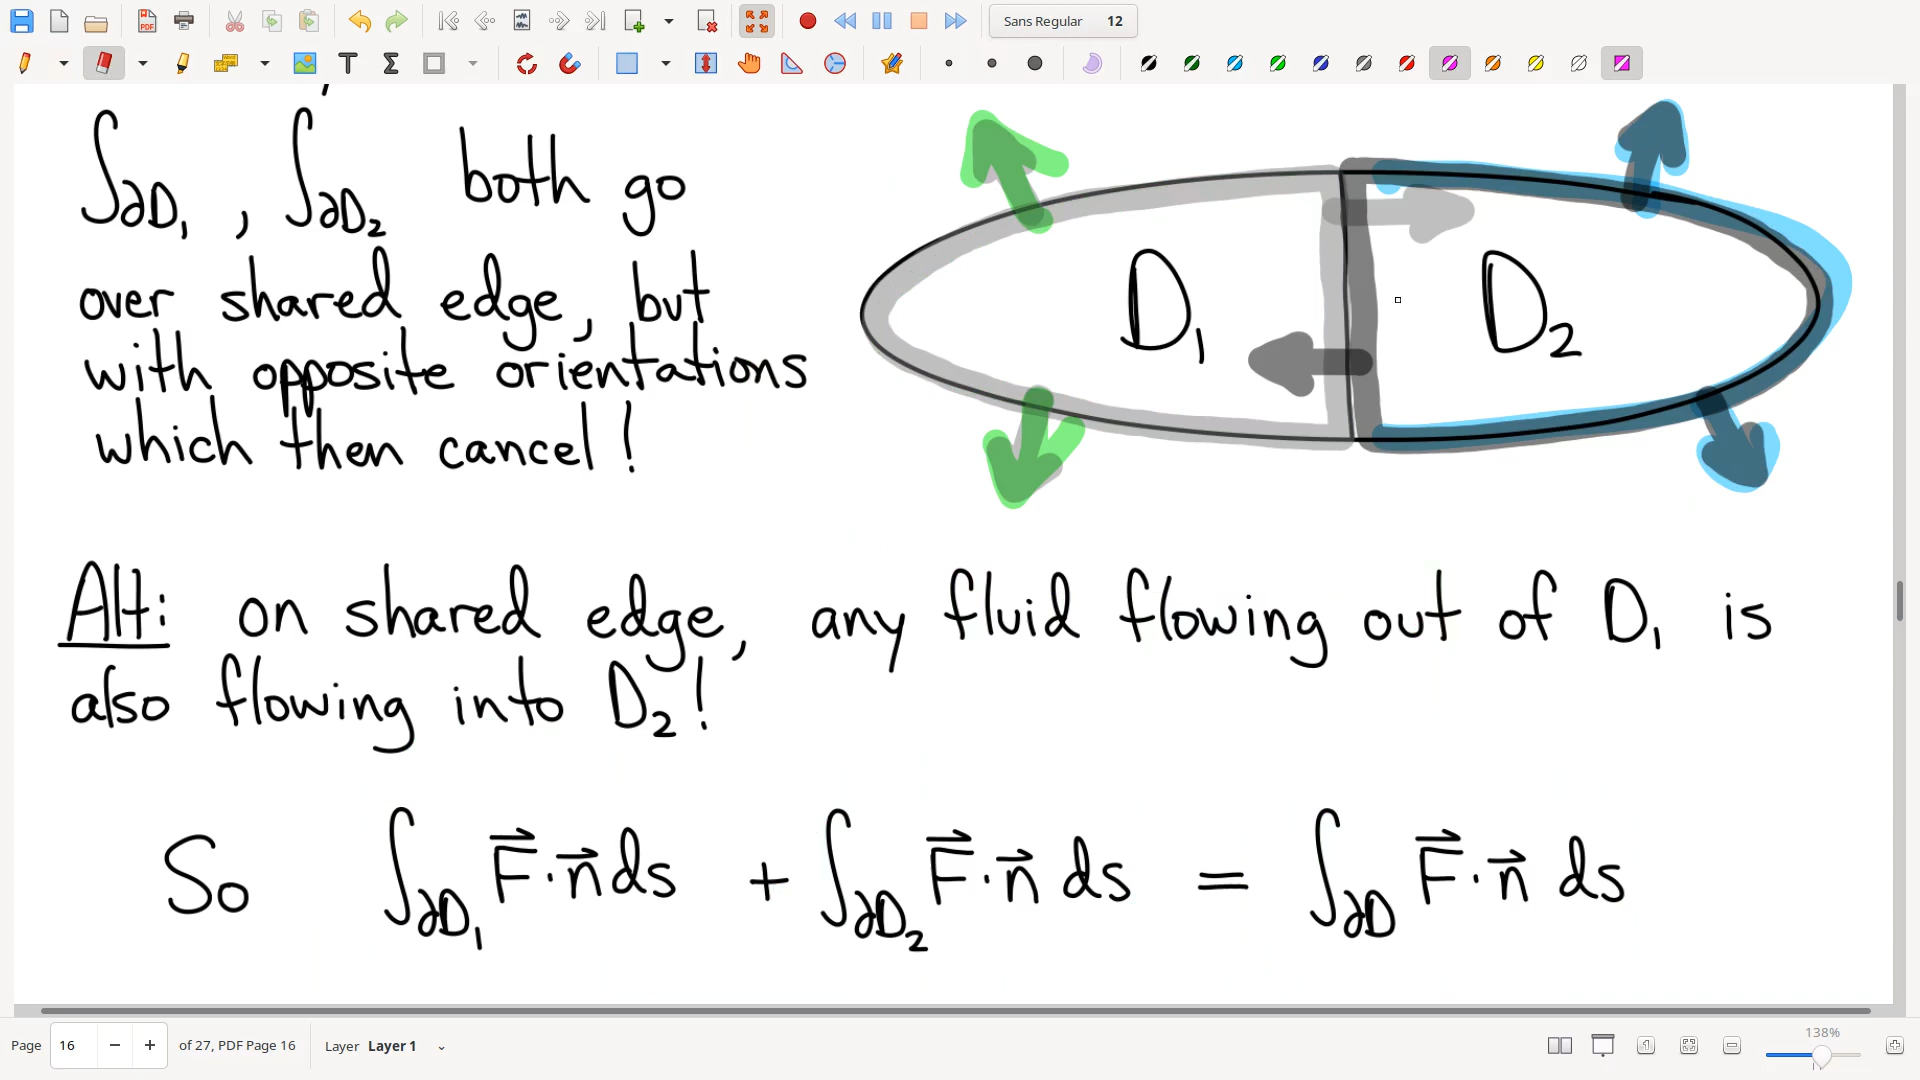 Sans Regular 12
∫∂D₁ , ∫∂D₂ both go
over shared edge, but
with opposite orientations
which then cancel!
D₁
D₂
Alt: on shared edge, any fluid flowing out of D₁ is
also flowing into D₂!
So ∫∂D₁ F⃗·n⃗ ds + ∫∂D₂ F⃗·n⃗ ds = ∫∂D F⃗·n⃗ ds
Page 16 − + of 27, PDF Page 16 Layer Layer 1 138%